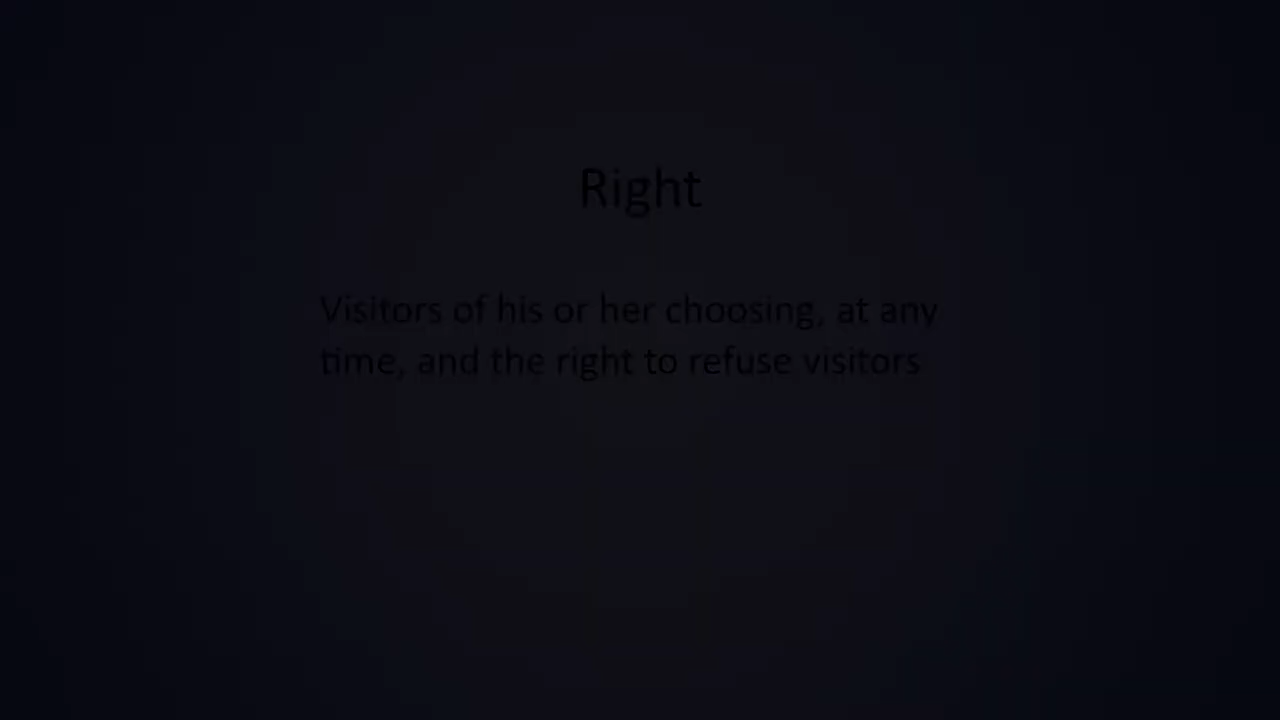 Right
Visitors of his or her choosing, at any
time, and the right to refuse visitors